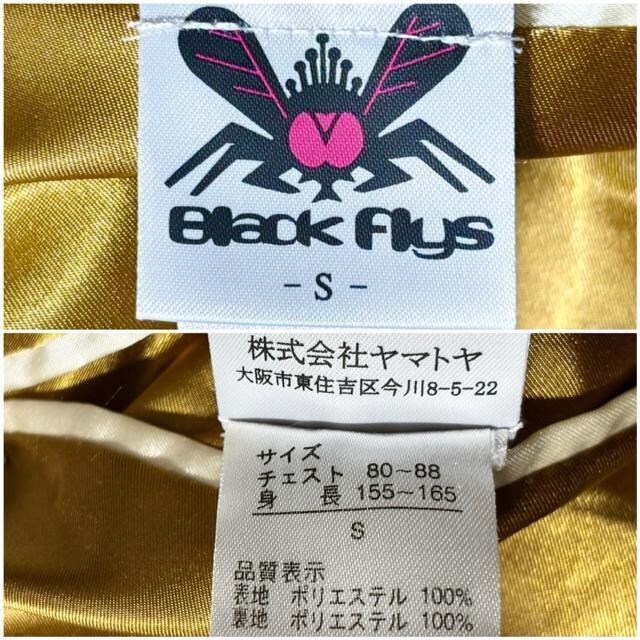 Black Flys
- S -
株式会社ヤマトヤ
大阪市東住吉区今川8-5-22
サイズ
チェスト 80～88
身 長 155～165
S
品質表示
表地 ポリエステル 100%
裏地 ポリエステル 100%